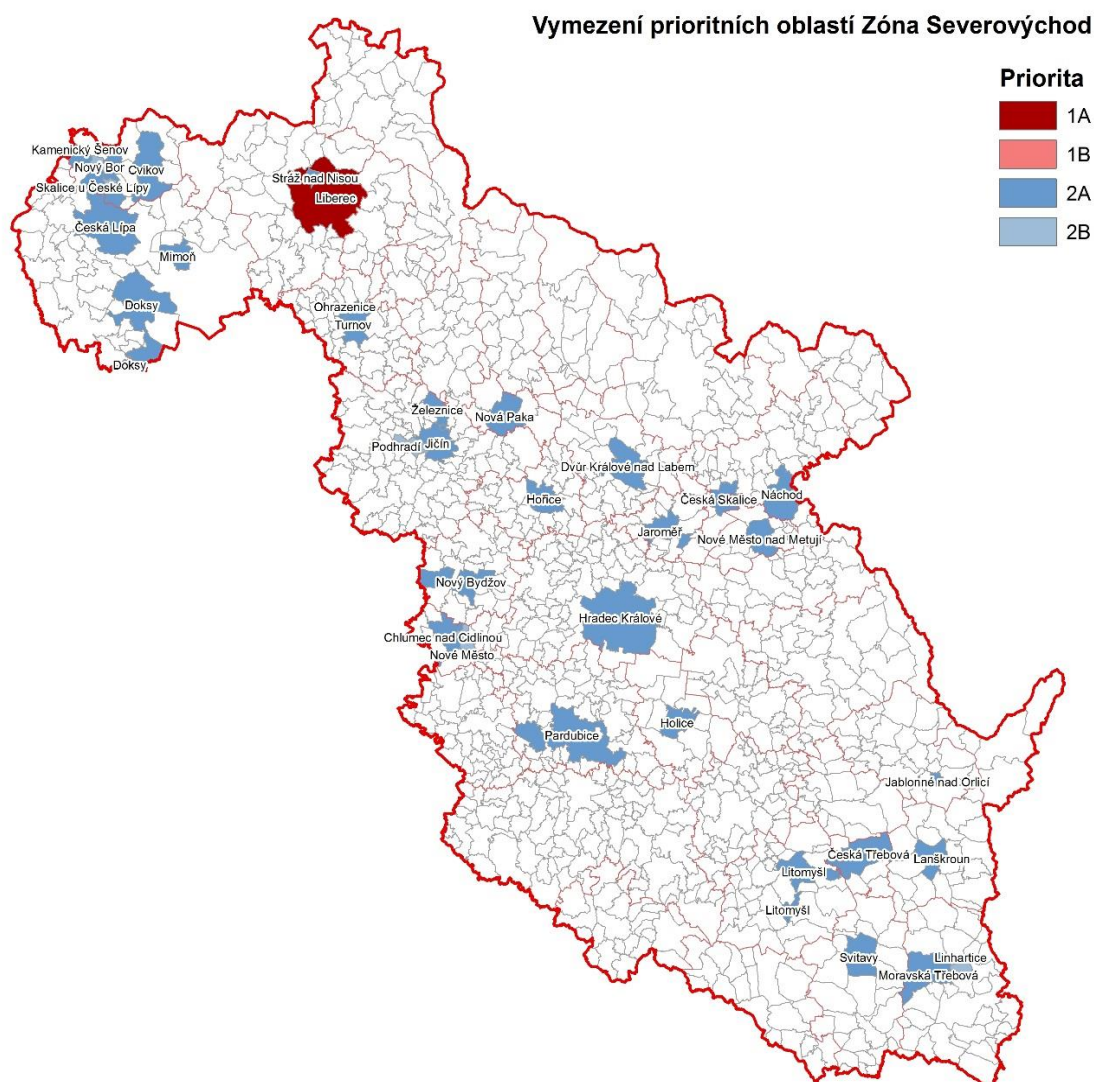 Vymezení prioritních oblastí Zóna Severovýchod
Priorita
1A
1B
2A
2B
Kamenický Šenov
Nový Bor
Cvikov
Skalice u České Lípy
Česká Lípa
Mimoň
Doksy
Doksy
Stráž nad Nisou
Liberec
Ohrazenice
Turnov
Železnice
Nová Paka
Podhradí
Jičín
Dvůr Králové nad Labem
Hořice
Česká Skalice
Náchod
Jaroměř
Nové Město nad Metují
Nový Bydžov
Hradec Králové
Chlumec nad Cidlinou
Nové Město
Holice
Pardubice
Jablonné nad Orlicí
Česká Třebová
Lanškroun
Litomyšl
Litomyšl
Svitavy
Linhartice
Moravská Třebová